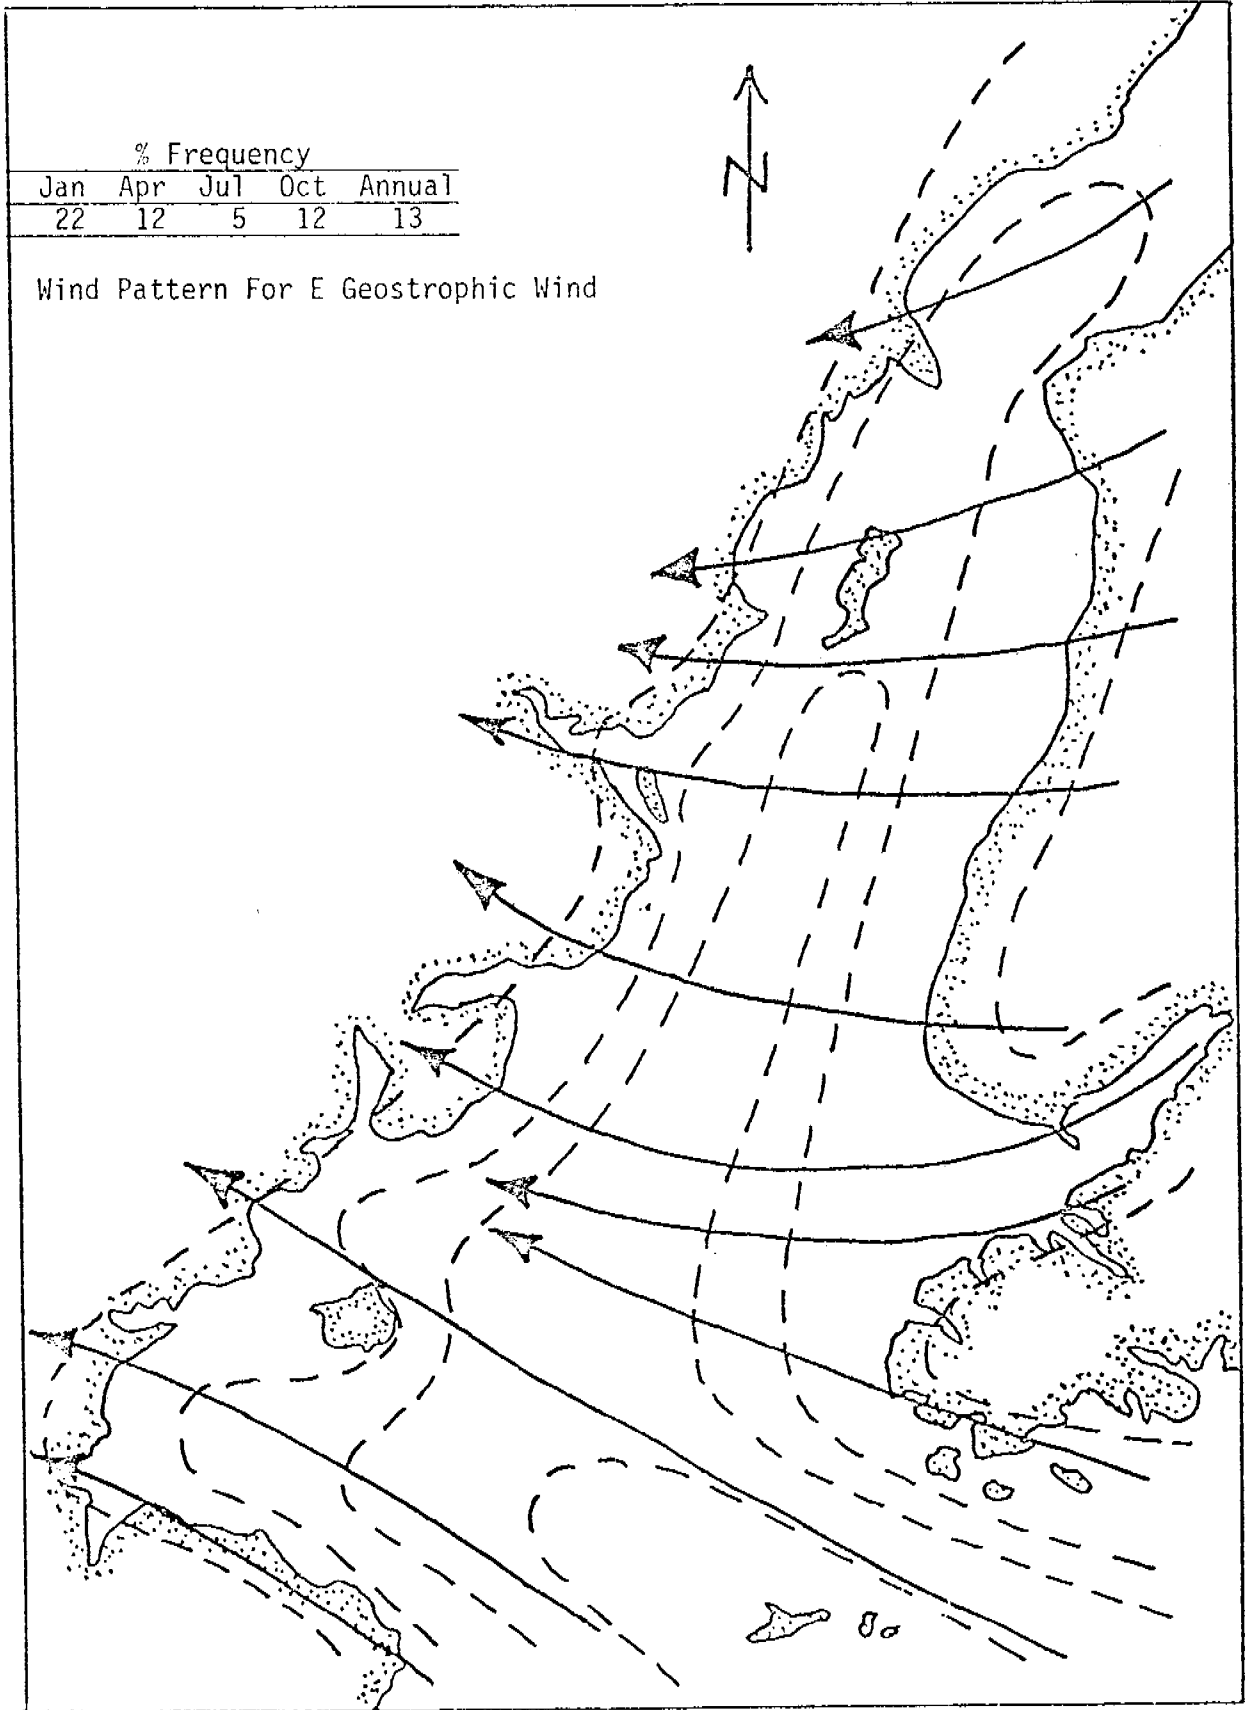 % Frequency
Jan Apr Jul Oct Annual
22 12 5 12 13
Wind Pattern For E Geostrophic Wind
N